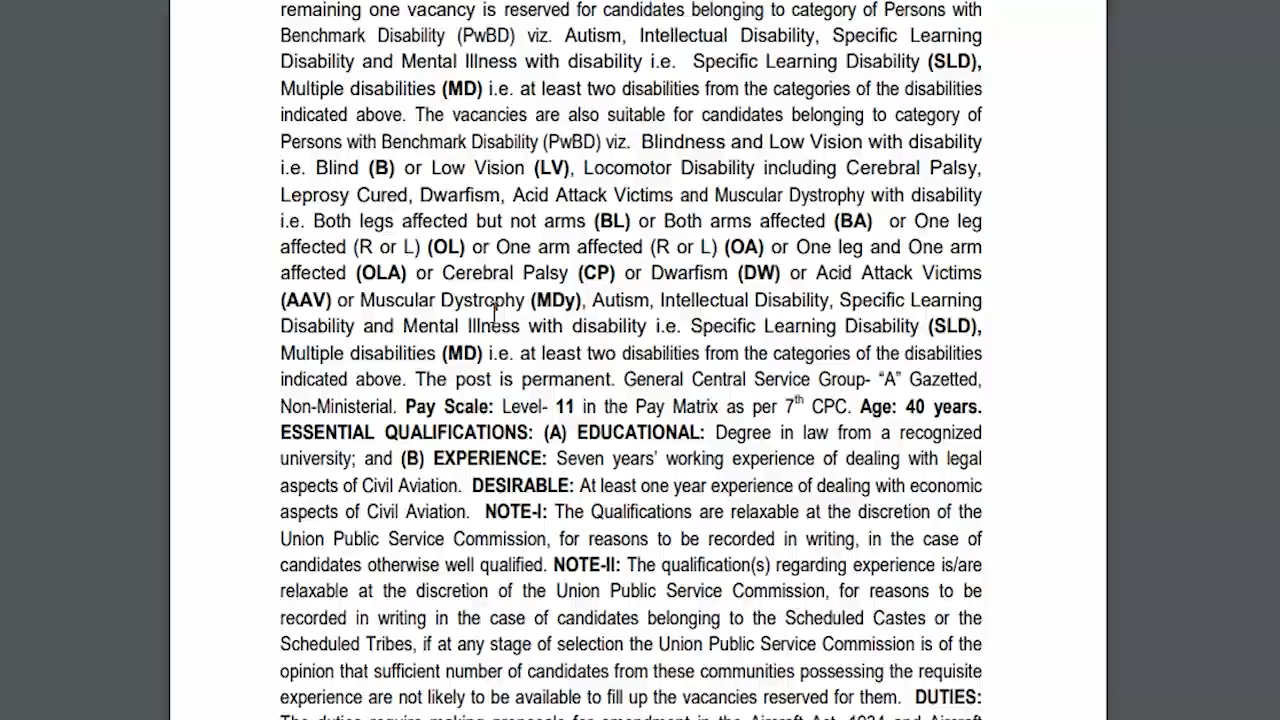 remaining one vacancy is reserved for candidates belonging to category of Persons with
Benchmark Disability (PwBD) viz. Autism, Intellectual Disability, Specific Learning
Disability and Mental Illness with disability i.e. Specific Learning Disability (SLD),
Multiple disabilities (MD) i.e. at least two disabilities from the categories of the disabilities
indicated above. The vacancies are also suitable for candidates belonging to category of
Persons with Benchmark Disability (PwBD) viz. Blindness and Low Vision with disability
i.e. Blind (B) or Low Vision (LV), Locomotor Disability including Cerebral Palsy,
Leprosy Cured, Dwarfism, Acid Attack Victims and Muscular Dystrophy with disability
i.e. Both legs affected but not arms (BL) or Both arms affected (BA) or One leg
affected (R or L) (OL) or One arm affected (R or L) (OA) or One leg and One arm
affected (OLA) or Cerebral Palsy (CP) or Dwarfism (DW) or Acid Attack Victims
(AAV) or Muscular Dystrophy (MDy), Autism, Intellectual Disability, Specific Learning
Disability and Mental Illness with disability i.e. Specific Learning Disability (SLD),
Multiple disabilities (MD) i.e. at least two disabilities from the categories of the disabilities
indicated above. The post is permanent. General Central Service Group- “A” Gazetted,
Non-Ministerial. Pay Scale: Level- 11 in the Pay Matrix as per 7th CPC. Age: 40 years.
ESSENTIAL QUALIFICATIONS: (A) EDUCATIONAL: Degree in law from a recognized
university; and (B) EXPERIENCE: Seven years’ working experience of dealing with legal
aspects of Civil Aviation. DESIRABLE: At least one year experience of dealing with economic
aspects of Civil Aviation. NOTE-I: The Qualifications are relaxable at the discretion of the
Union Public Service Commission, for reasons to be recorded in writing, in the case of
candidates otherwise well qualified. NOTE-II: The qualification(s) regarding experience is/are
relaxable at the discretion of the Union Public Service Commission, for reasons to be
recorded in writing in the case of candidates belonging to the Scheduled Castes or the
Scheduled Tribes, if at any stage of selection the Union Public Service Commission is of the
opinion that sufficient number of candidates from these communities possessing the requisite
experience are not likely to be available to fill up the vacancies reserved for them. DUTIES:
The duties require making proposals for amendment in the Aircraft Act, 1934 and Aircraft